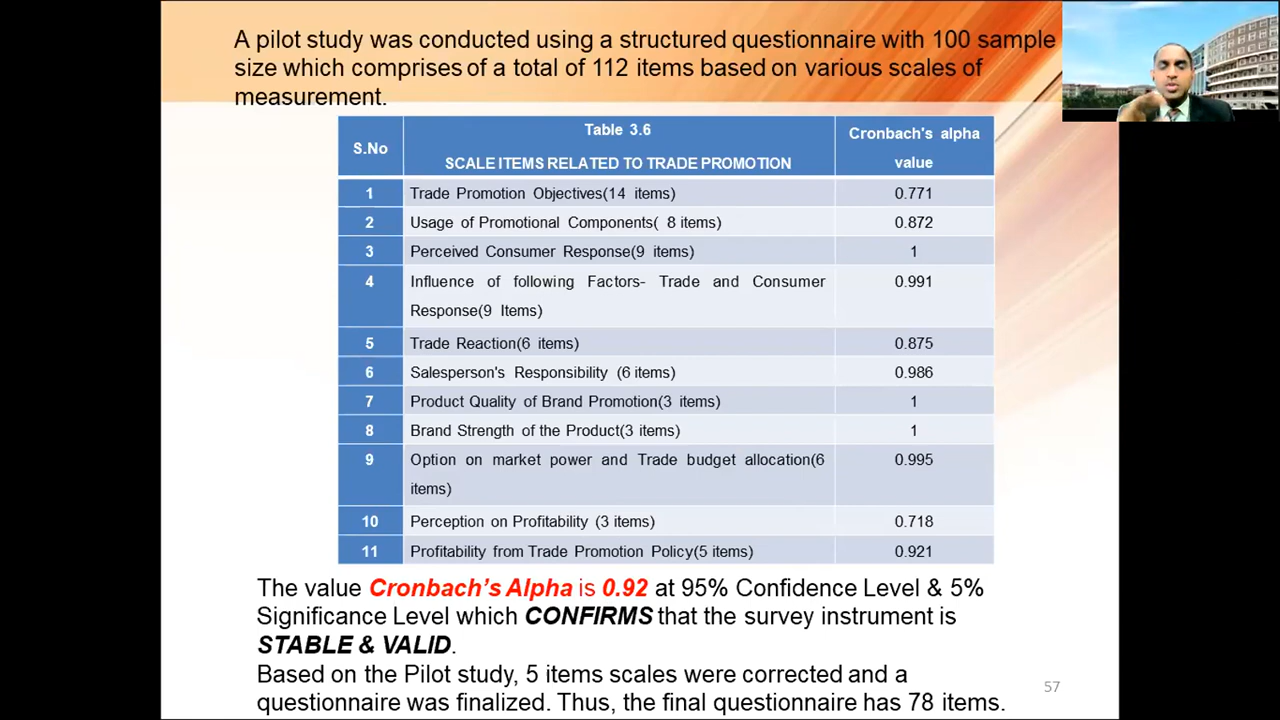 A pilot study was conducted using a structured questionnaire with 100 sample
size which comprises of a total of 112 items based on various scales of
measurement.
S.No
Table 3.6
SCALE ITEMS RELATED TO TRADE PROMOTION
Cronbach's alpha
value
1 Trade Promotion Objectives(14 items) 0.771
2 Usage of Promotional Components( 8 items) 0.872
3 Perceived Consumer Response(9 items) 1
4 Influence of following Factors- Trade and Consumer 0.991
Response(9 Items)
5 Trade Reaction(6 items) 0.875
6 Salesperson's Responsibility (6 items) 0.986
7 Product Quality of Brand Promotion(3 items) 1
8 Brand Strength of the Product(3 items) 1
9 Option on market power and Trade budget allocation(6 0.995
items)
10 Perception on Profitability (3 items) 0.718
11 Profitability from Trade Promotion Policy(5 items) 0.921
The value Cronbach's Alpha is 0.92 at 95% Confidence Level & 5%
Significance Level which CONFIRMS that the survey instrument is
STABLE & VALID.
Based on the Pilot study, 5 items scales were corrected and a
questionnaire was finalized. Thus, the final questionnaire has 78 items.
57